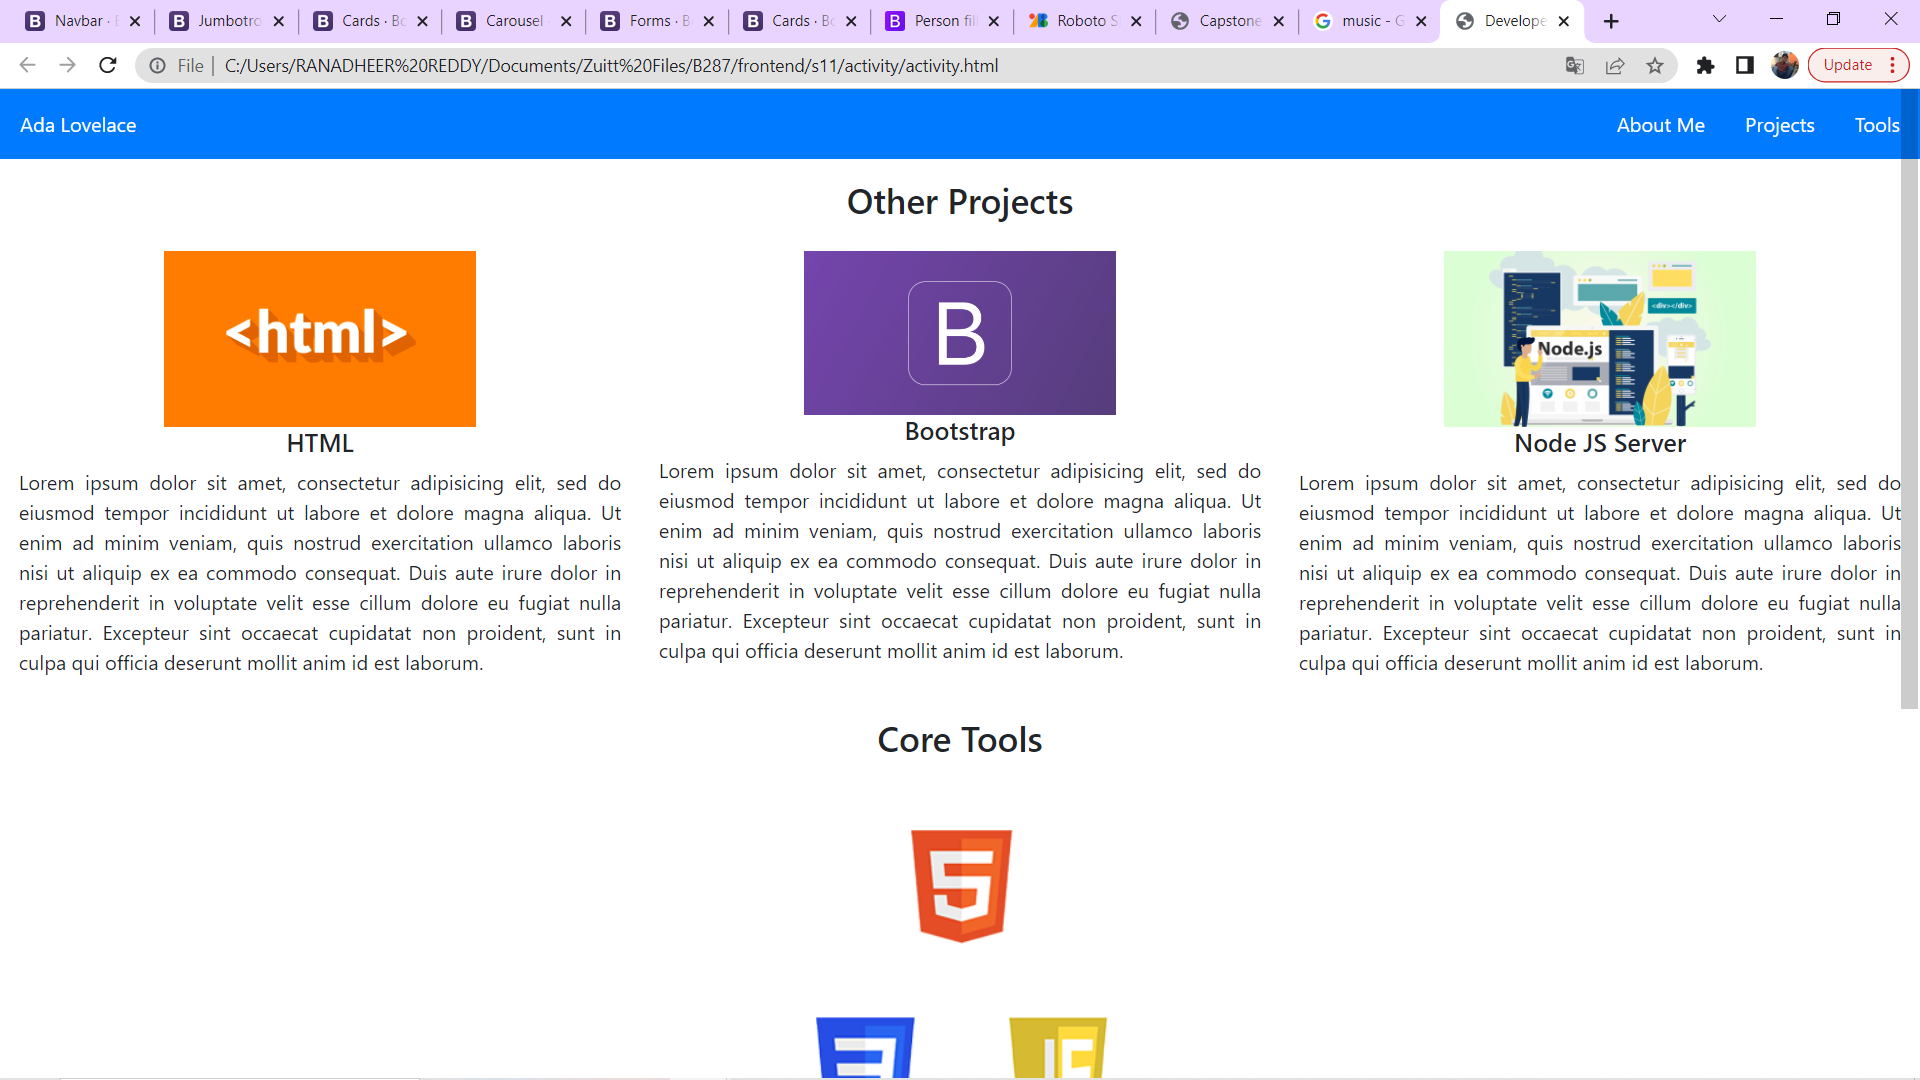 Navbar · B
Jumbotro
Cards · Bo
Carousel ·
Forms · B
Cards · Bo
Person fil
Roboto S
Capstone
music - G
Develope
File
C:/Users/RANADHEER%20REDDY/Documents/Zuitt%20Files/B287/frontend/s11/activity/activity.html
Update
Ada Lovelace
About Me
Projects
Tools
Other Projects
<html>
HTML
Lorem ipsum dolor sit amet, consectetur adipisicing elit, sed do
eiusmod tempor incididunt ut labore et dolore magna aliqua. Ut
enim ad minim veniam, quis nostrud exercitation ullamco laboris
nisi ut aliquip ex ea commodo consequat. Duis aute irure dolor in
reprehenderit in voluptate velit esse cillum dolore eu fugiat nulla
pariatur. Excepteur sint occaecat cupidatat non proident, sunt in
culpa qui officia deserunt mollit anim id est laborum.
B
Bootstrap
Lorem ipsum dolor sit amet, consectetur adipisicing elit, sed do
eiusmod tempor incididunt ut labore et dolore magna aliqua. Ut
enim ad minim veniam, quis nostrud exercitation ullamco laboris
nisi ut aliquip ex ea commodo consequat. Duis aute irure dolor in
reprehenderit in voluptate velit esse cillum dolore eu fugiat nulla
pariatur. Excepteur sint occaecat cupidatat non proident, sunt in
culpa qui officia deserunt mollit anim id est laborum.
<div></div>
Node.js
Node JS Server
Lorem ipsum dolor sit amet, consectetur adipisicing elit, sed do
eiusmod tempor incididunt ut labore et dolore magna aliqua. Ut
enim ad minim veniam, quis nostrud exercitation ullamco laboris
nisi ut aliquip ex ea commodo consequat. Duis aute irure dolor in
reprehenderit in voluptate velit esse cillum dolore eu fugiat nulla
pariatur. Excepteur sint occaecat cupidatat non proident, sunt in
culpa qui officia deserunt mollit anim id est laborum.
Core Tools
5